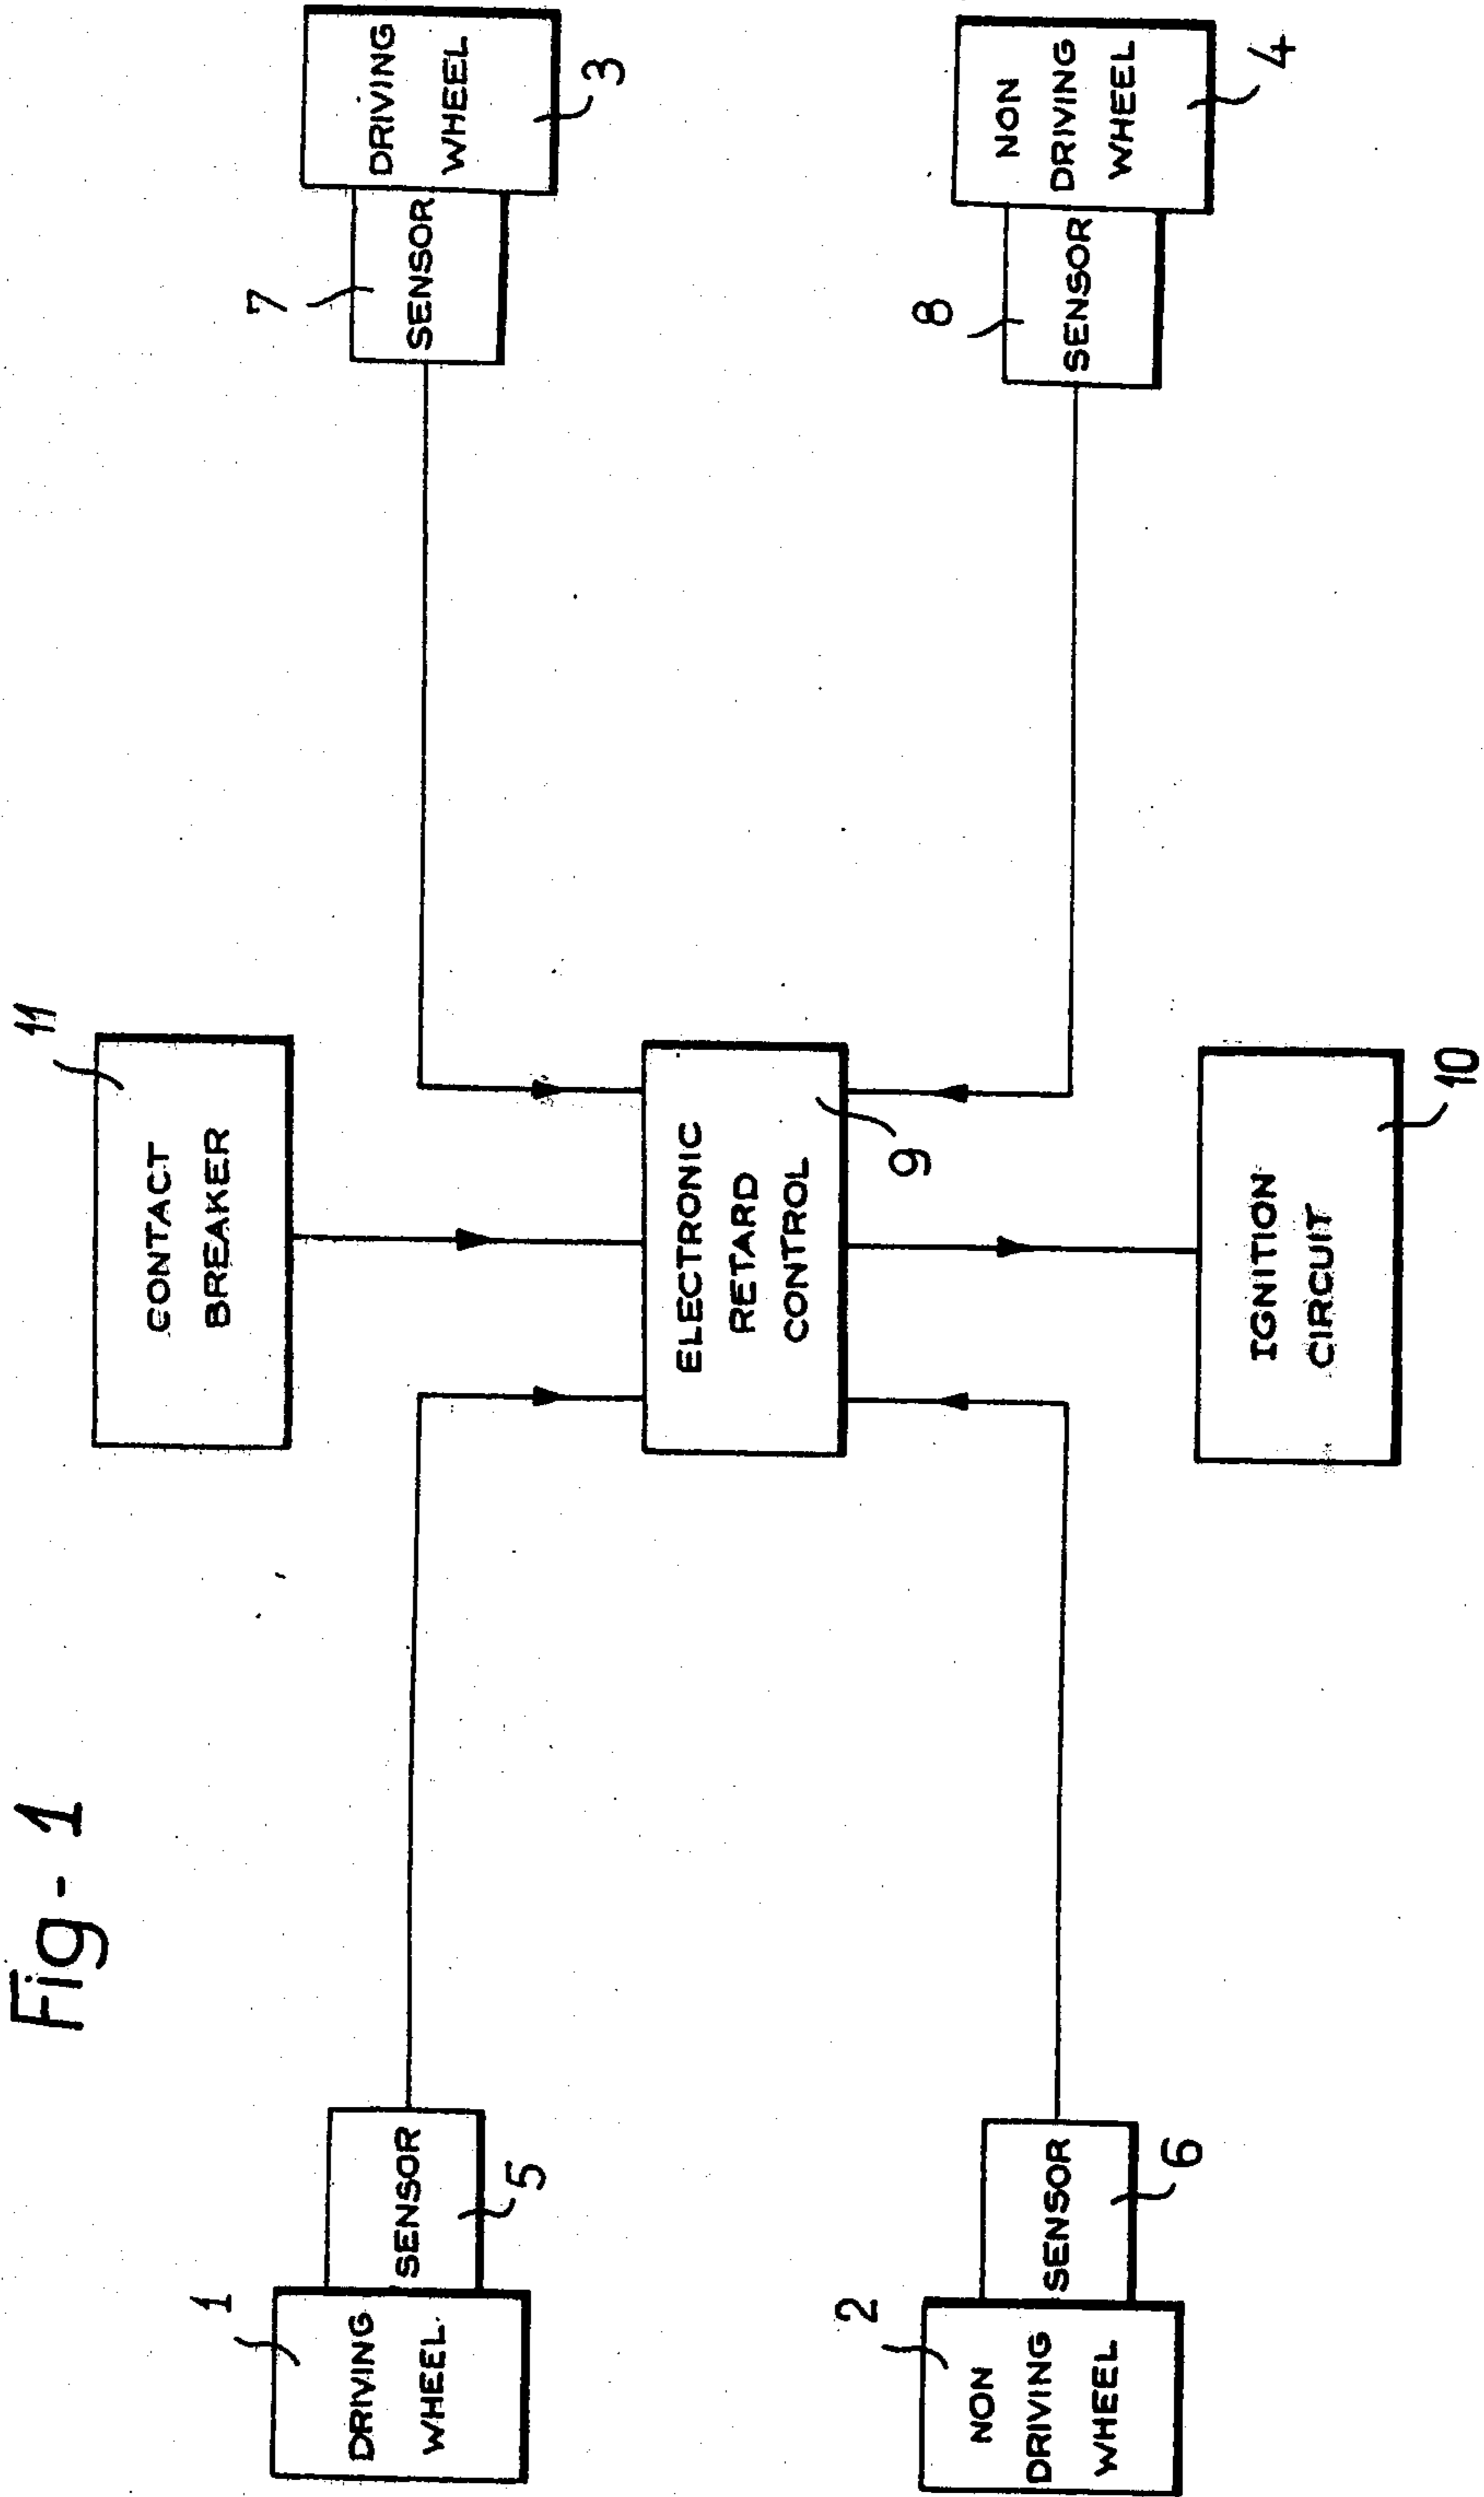 Fig-1
11
CONTACT
BREAKER
1
DRIVING
WHEEL
SENSOR
5
7
SENSOR
DRIVING
WHEEL
3
ELECTRONIC
RETARD
CONTROL
9
2
NON
DRIVING
WHEEL
SENSOR
6
8
SENSOR
NON
DRIVING
WHEEL
4
IGNITION
CIRCUIT
10